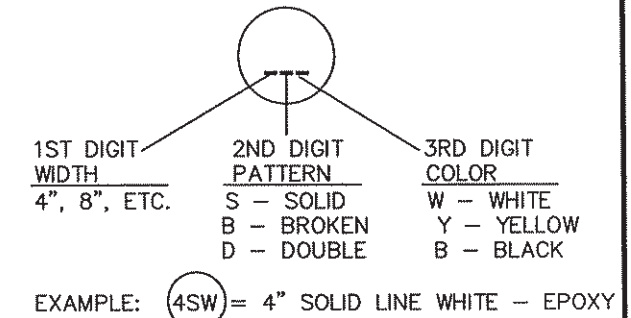 1ST DIGIT 2ND DIGIT 3RD DIGIT
WIDTH PATTERN COLOR
4", 8", ETC. S – SOLID W – WHITE
B – BROKEN Y – YELLOW
D – DOUBLE B – BLACK
EXAMPLE: 4SW = 4" SOLID LINE WHITE – EPOXY